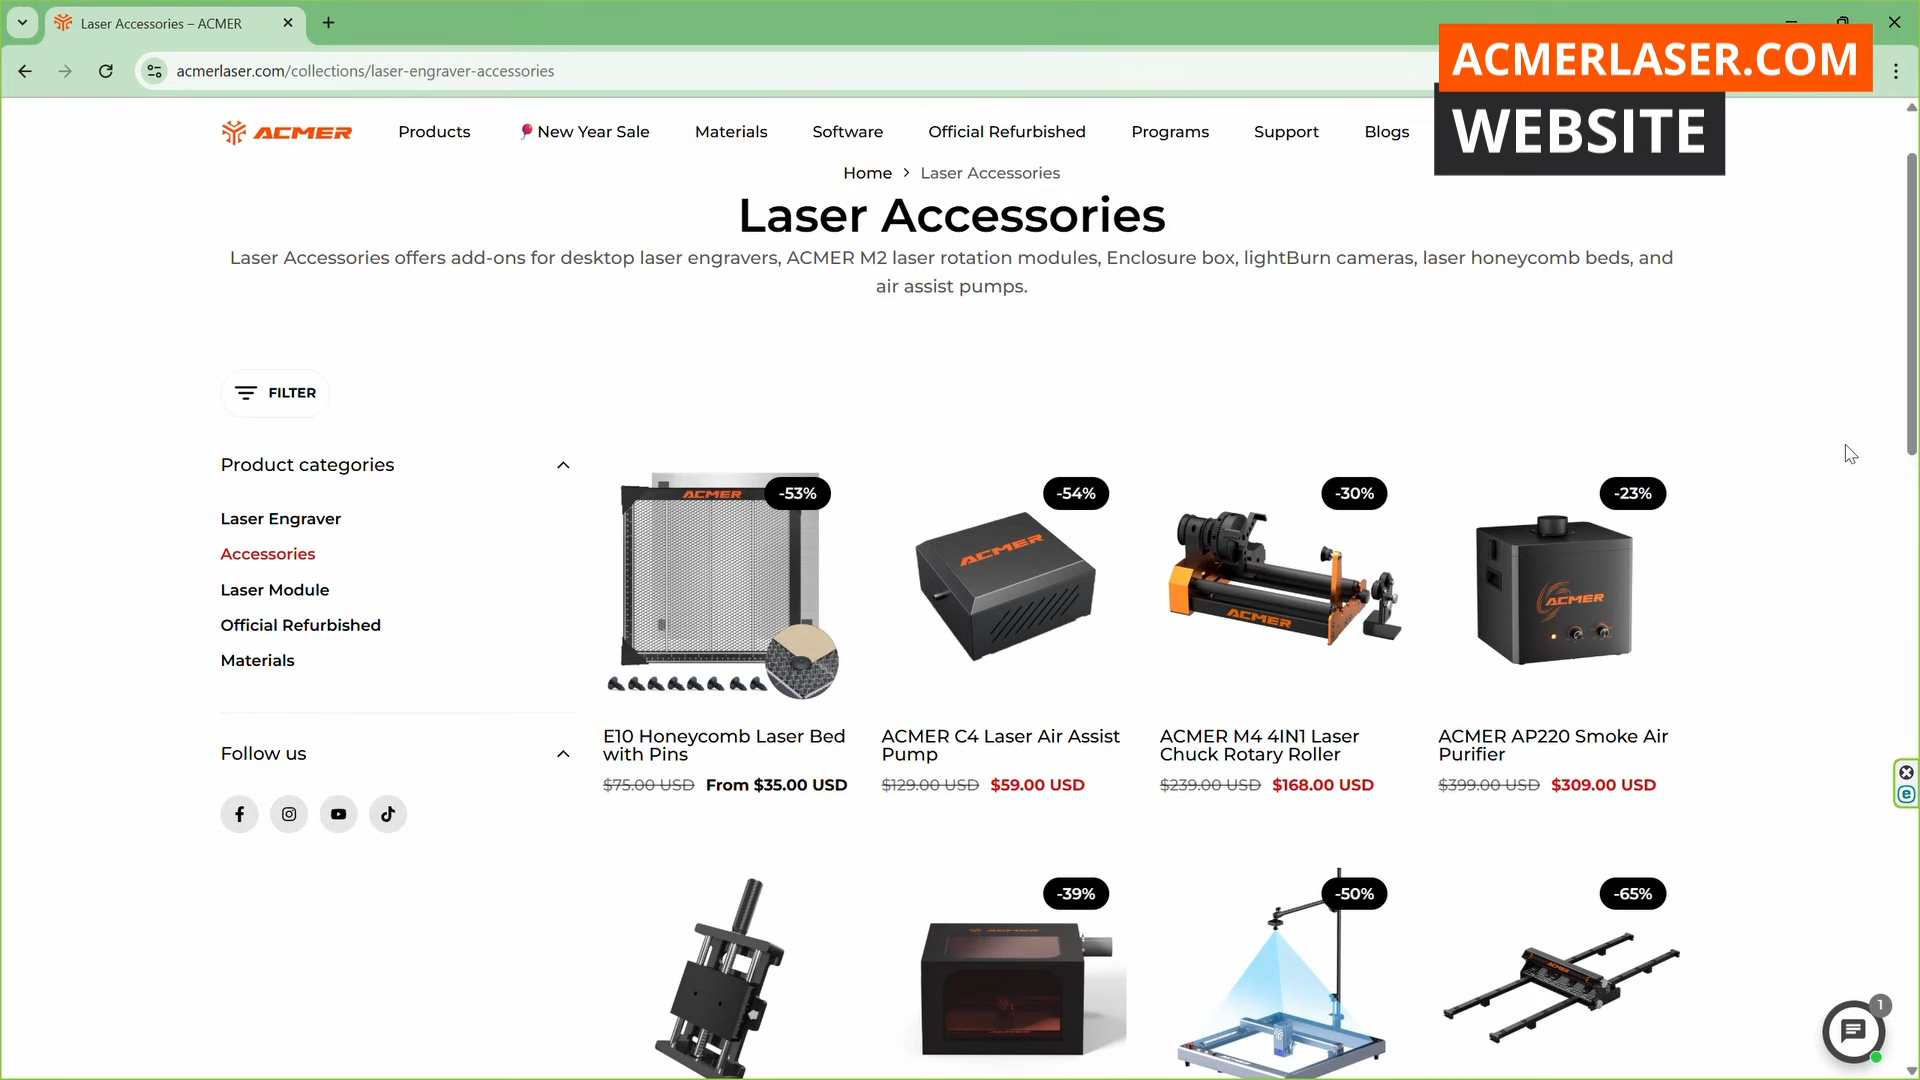 Laser Accessories – ACMER
acmerlaser.com/collections/laser-engraver-accessories
ACMERLASER.COM
WEBSITE
ACMER
Products
New Year Sale
Materials
Software
Official Refurbished
Programs
Support
Blogs
Home > Laser Accessories
Laser Accessories
Laser Accessories offers add-ons for desktop laser engravers, ACMER M2 laser rotation modules, Enclosure box, lightBurn cameras, laser honeycomb beds, and
air assist pumps.
FILTER
Product categories
Laser Engraver
Accessories
Laser Module
Official Refurbished
Materials
Follow us
ACMER
-53%
E10 Honeycomb Laser Bed
with Pins
$75.00 USD From $35.00 USD
-54%
ACMER
ACMER C4 Laser Air Assist
Pump
$129.00 USD $59.00 USD
-30%
ACMER
ACMER M4 4IN1 Laser
Chuck Rotary Roller
$239.00 USD $168.00 USD
-23%
ACMER
ACMER AP220 Smoke Air
Purifier
$399.00 USD $309.00 USD
-39%
-50%
-65%
ACMER
1